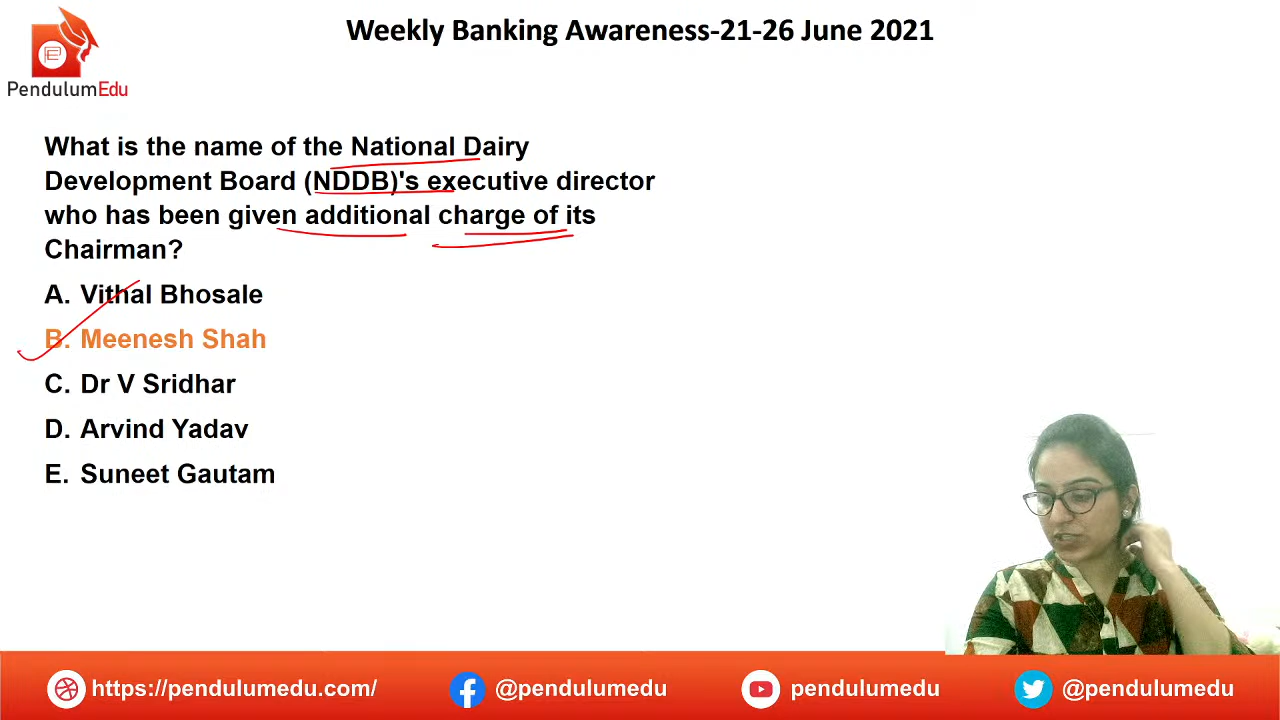 Weekly Banking Awareness-21-26 June 2021
PendulumEdu
What is the name of the National Dairy
Development Board (NDDB)'s executive director
who has been given additional charge of its
Chairman?
A. Vithal Bhosale
B. Meenesh Shah
C. Dr V Sridhar
D. Arvind Yadav
E. Suneet Gautam
https://pendulumedu.com/
@pendulumedu
pendulumedu
@pendulumedu